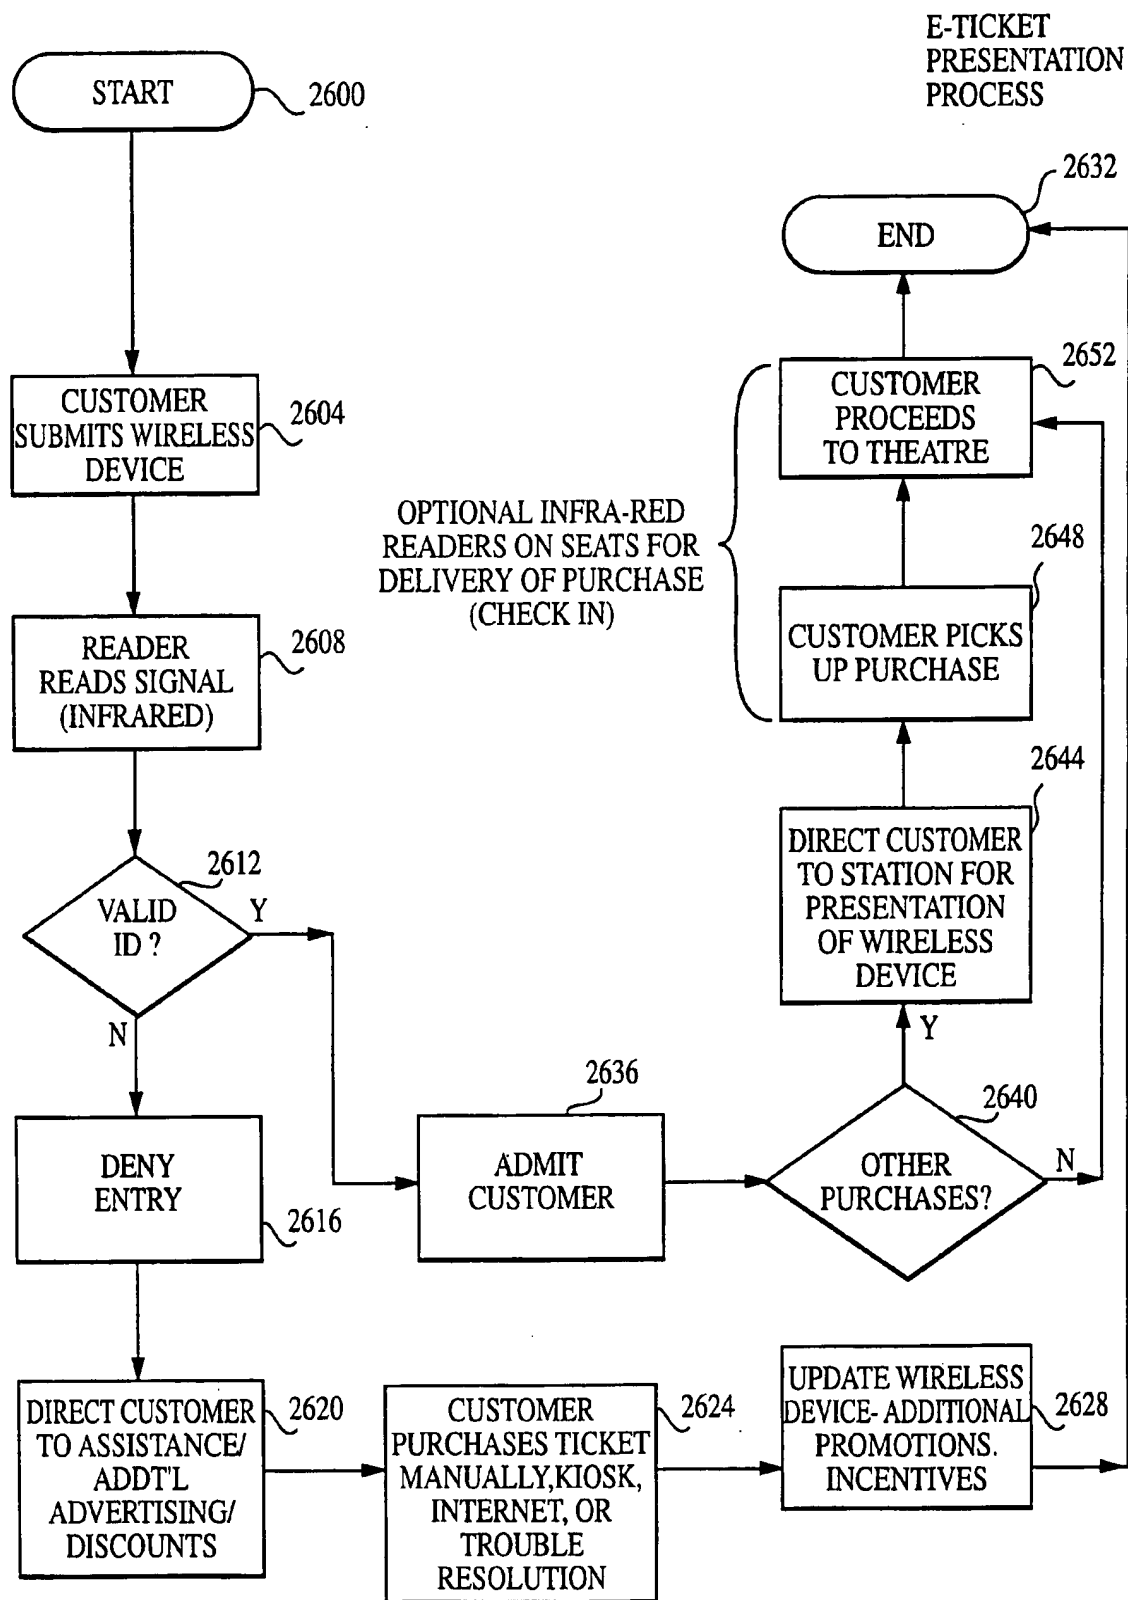 E-TICKET
PRESENTATION
PROCESS
START
2600
2632
END
2652
CUSTOMER
PROCEEDS
TO THEATRE
CUSTOMER
SUBMITS WIRELESS
DEVICE
2604
OPTIONAL INFRA-RED
READERS ON SEATS FOR
DELIVERY OF PURCHASE
(CHECK IN)
2648
CUSTOMER PICKS
UP PURCHASE
READER
READS SIGNAL
(INFRARED)
2608
2644
DIRECT CUSTOMER
TO STATION FOR
PRESENTATION
OF WIRELESS
DEVICE
2612
VALID
ID ?
Y
N
Y
2636
ADMIT
CUSTOMER
2640
OTHER
PURCHASES?
N
DENY
ENTRY
2616
DIRECT CUSTOMER
TO ASSISTANCE/
ADDT'L
ADVERTISING/
DISCOUNTS
2620
CUSTOMER
PURCHASES TICKET
MANUALLY,KIOSK,
INTERNET, OR
TROUBLE
RESOLUTION
2624
UPDATE WIRELESS
DEVICE- ADDITIONAL
PROMOTIONS.
INCENTIVES
2628